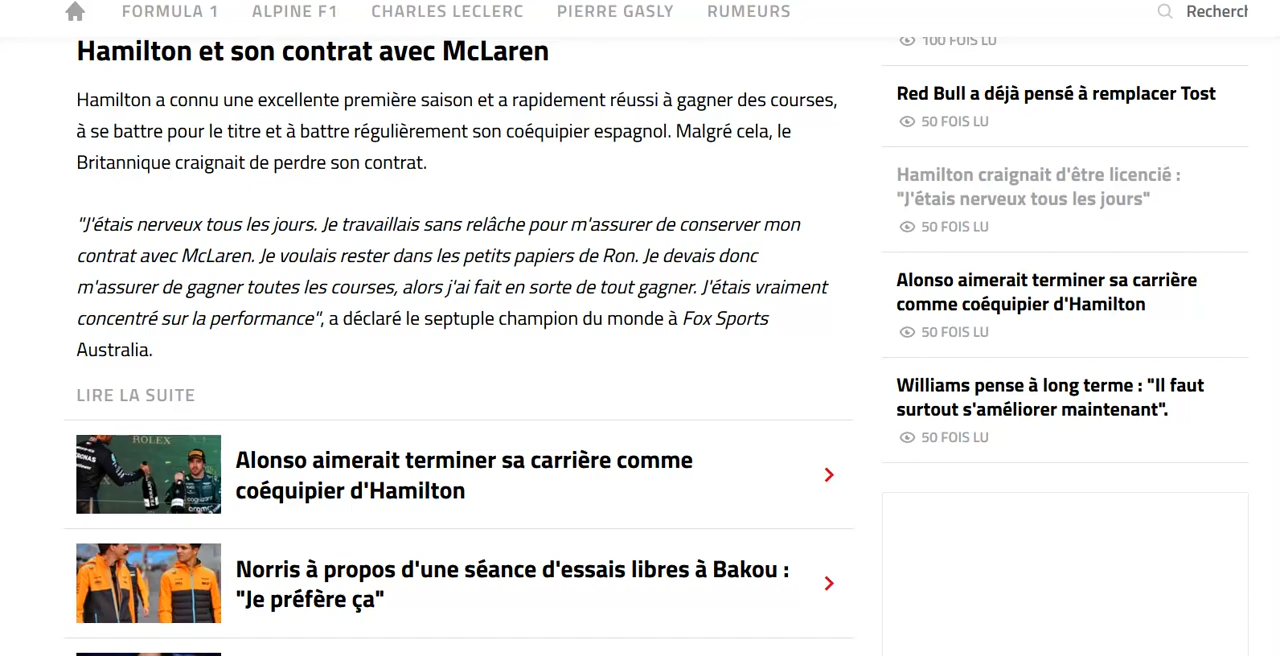 FORMULA 1 ALPINE F1 CHARLES LECLERC PIERRE GASLY RUMEURS
Hamilton et son contrat avec McLaren
Hamilton a connu une excellente première saison et a rapidement réussi à gagner des courses,
à se battre pour le titre et à battre régulièrement son coéquipier espagnol. Malgré cela, le
Britannique craignait de perdre son contrat.
"J'étais nerveux tous les jours. Je travaillais sans relâche pour m'assurer de conserver mon
contrat avec McLaren. Je voulais rester dans les petits papiers de Ron. Je devais donc
m'assurer de gagner toutes les courses, alors j'ai fait en sorte de tout gagner. J'étais vraiment
concentré sur la performance", a déclaré le septuple champion du monde à Fox Sports
Australia.
LIRE LA SUITE
ROLEX
Alonso aimerait terminer sa carrière comme
coéquipier d'Hamilton
Norris à propos d'une séance d'essais libres à Bakou :
"Je préfère ça"
100 FOIS LU
Red Bull a déjà pensé à remplacer Tost
50 FOIS LU
Hamilton craignait d'être licencié :
"J'étais nerveux tous les jours"
50 FOIS LU
Alonso aimerait terminer sa carrière
comme coéquipier d'Hamilton
50 FOIS LU
Williams pense à long terme : "Il faut
surtout s'améliorer maintenant".
50 FOIS LU